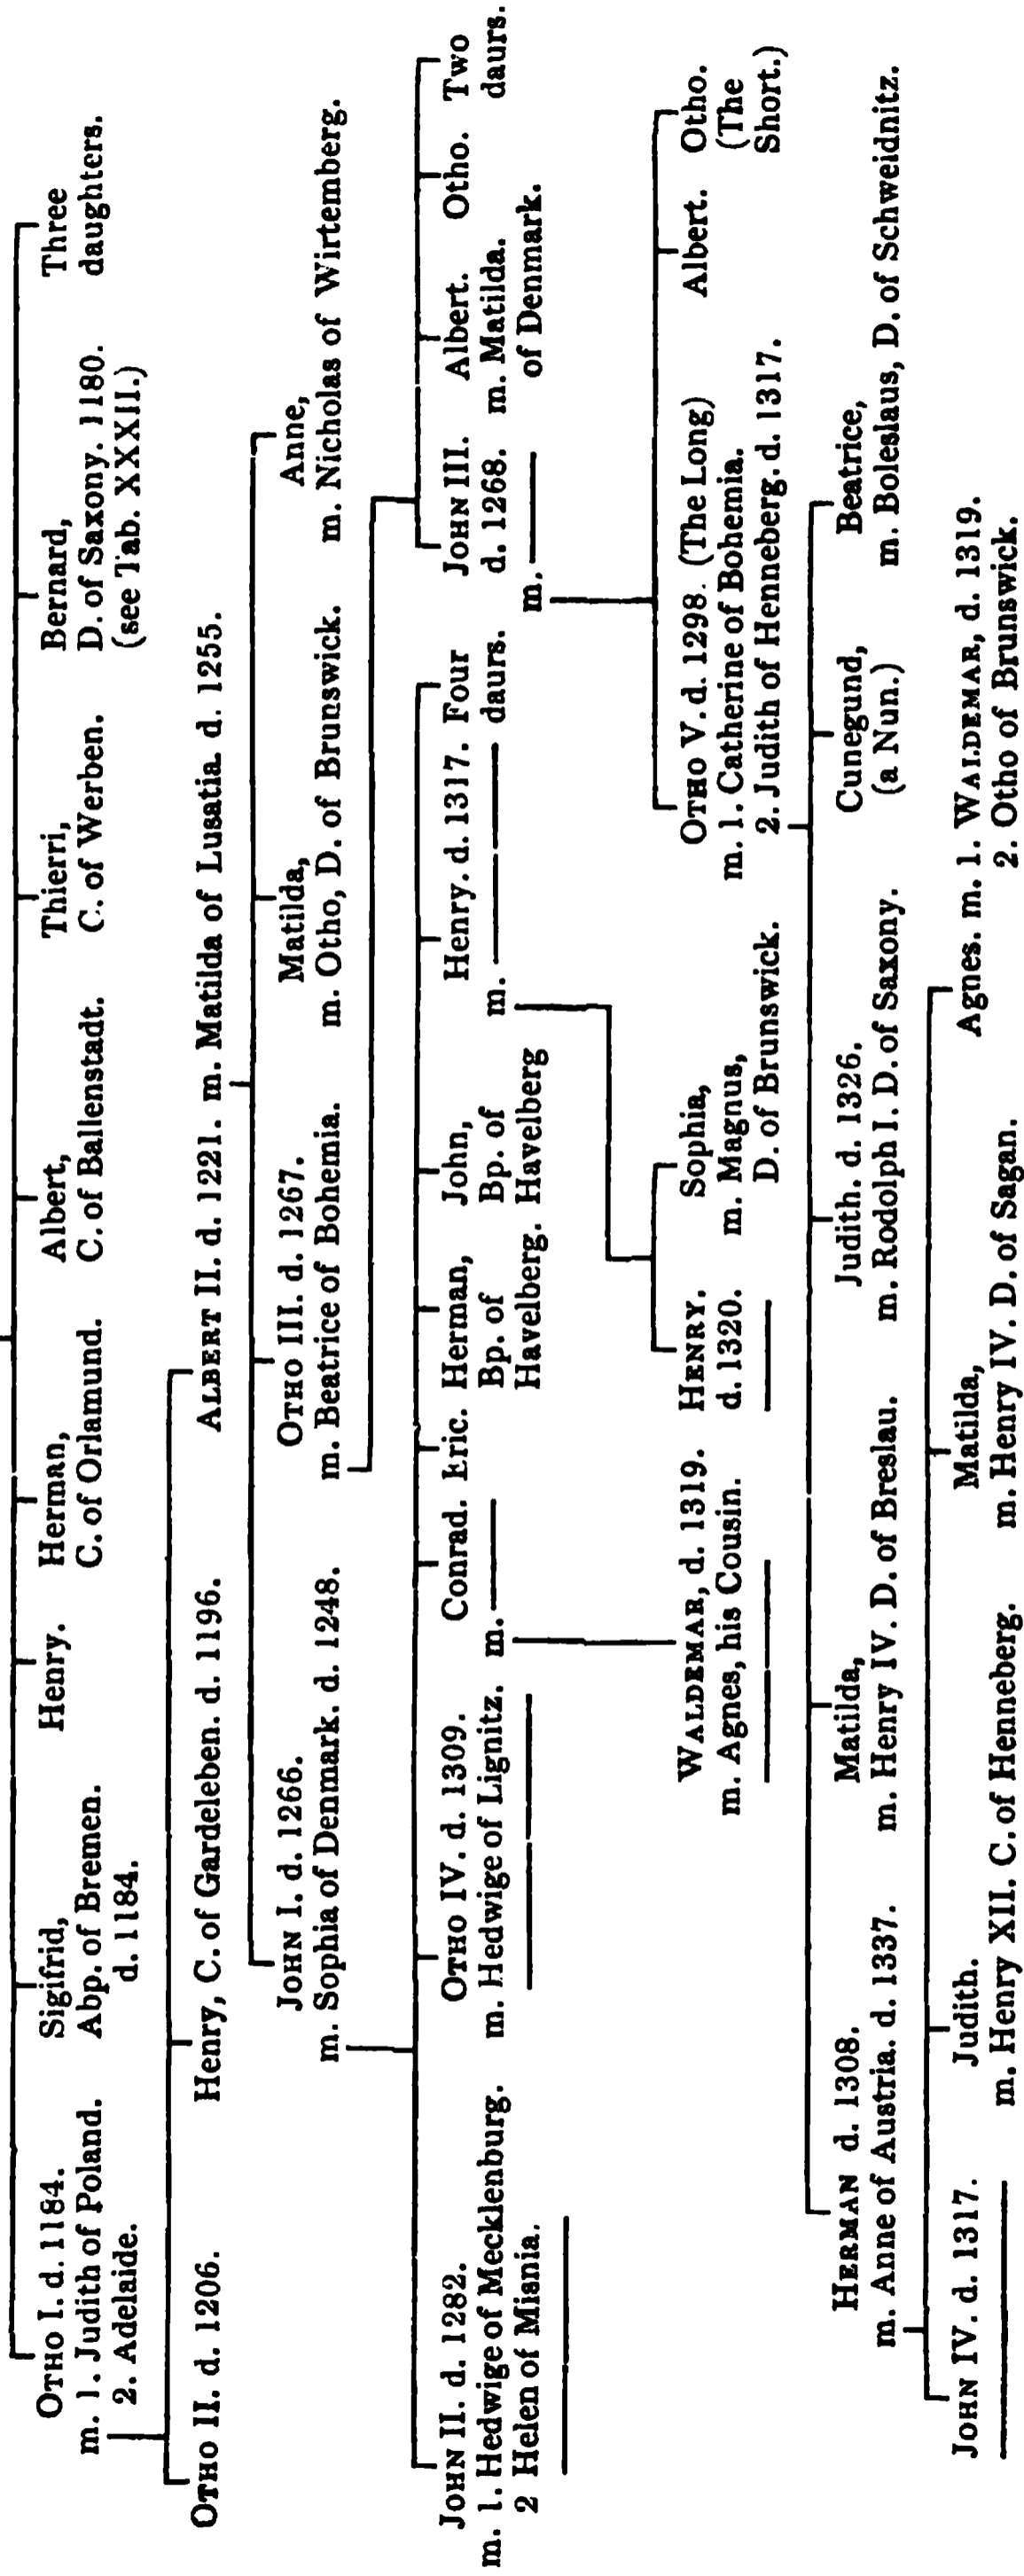 OTHO I. d. 1184.
m. 1. Judith of Poland.
2. Adelaide.
Sigifrid,
Abp. of Bremen.
d. 1184.
Henry.
Herman,
C. of Orlamund.
Albert,
C. of Ballenstadt.
Thierri,
C. of Werben.
Bernard,
D. of Saxony. 1180.
(see Tab. XXXII.)
Three
daughters.
OTHO II. d. 1206.
Henry, C. of Gardeleben. d. 1196.
ALBERT II. d. 1221. m. Matilda of Lusatia. d. 1255.
JOHN I. d. 1266.
m. Sophia of Denmark. d. 1248.
OTHO III. d. 1267.
m. Beatrice of Bohemia.
Matilda,
m. Otho, D. of Brunswick.
Anne,
m. Nicholas of Wirtemberg.
JOHN II. d. 1282.
m. 1. Hedwige of Mecklenburg.
2 Helen of Misnia.
OTHO IV. d. 1309.
m. Hedwige of Lignitz.
Conrad.
m.
Eric.
Herman,
Bp. of
Havelberg.
John,
Bp. of
Havelberg
Henry. d. 1317.
m.
Four
daurs.
JOHN III.
d. 1268.
m.
Albert.
m. Matilda.
of Denmark.
Otho.
Two
daurs.
WALDEMAR, d. 1319.
m. Agnes, his Cousin.
HENRY.
d. 1320.
Sophia,
m. Magnus,
D. of Brunswick.
OTHO V. d. 1298. (The Long)
m. 1. Catherine of Bohemia.
2. Judith of Henneberg. d. 1317.
Albert.
Otho.
(The
Short.)
HERMAN d. 1308.
m. Anne of Austria. d. 1337.
Matilda,
m. Henry IV. D. of Breslau.
Judith. d. 1326.
m. Rodolph I. D. of Saxony.
Cunegund,
(a Nun.)
Beatrice,
m. Boleslaus, D. of Schweidnitz.
JOHN IV. d. 1317.
Judith.
m. Henry XII. C. of Henneberg.
Matilda,
m. Henry IV. D. of Sagan.
Agnes. m. 1. WALDEMAR, d. 1319.
2. Otho of Brunswick.